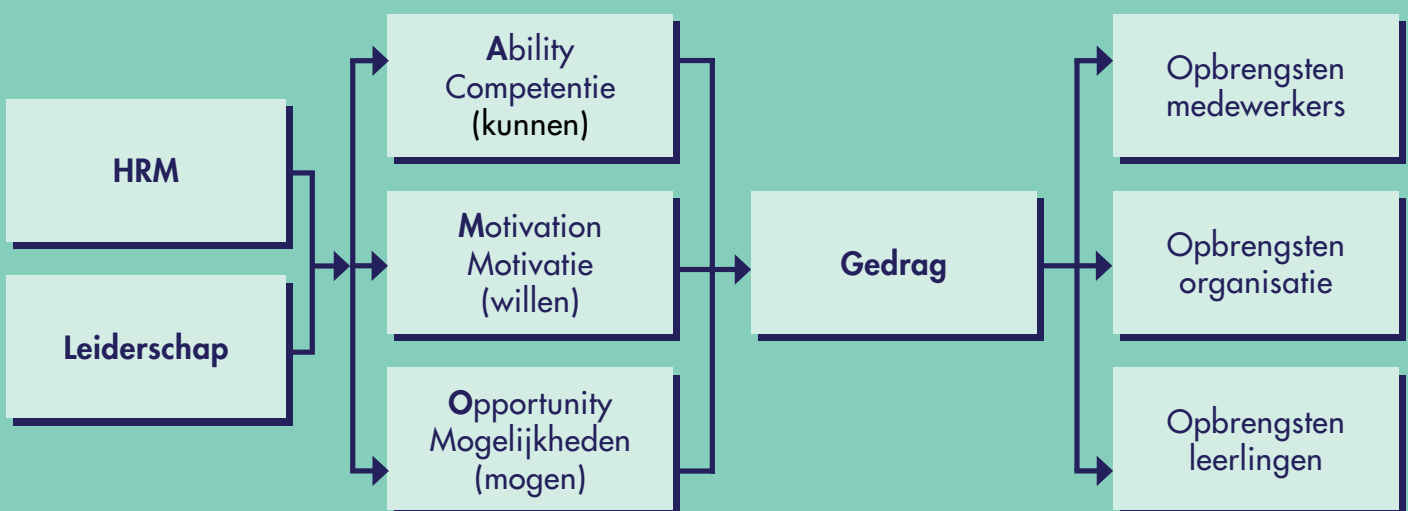 HRM
Leiderschap
Ability
Competentie
(kunnen)
Motivation
Motivatie
(willen)
Opportunity
Mogelijkheden
(mogen)
Gedrag
Opbrengsten
medewerkers
Opbrengsten
organisatie
Opbrengsten
leerlingen